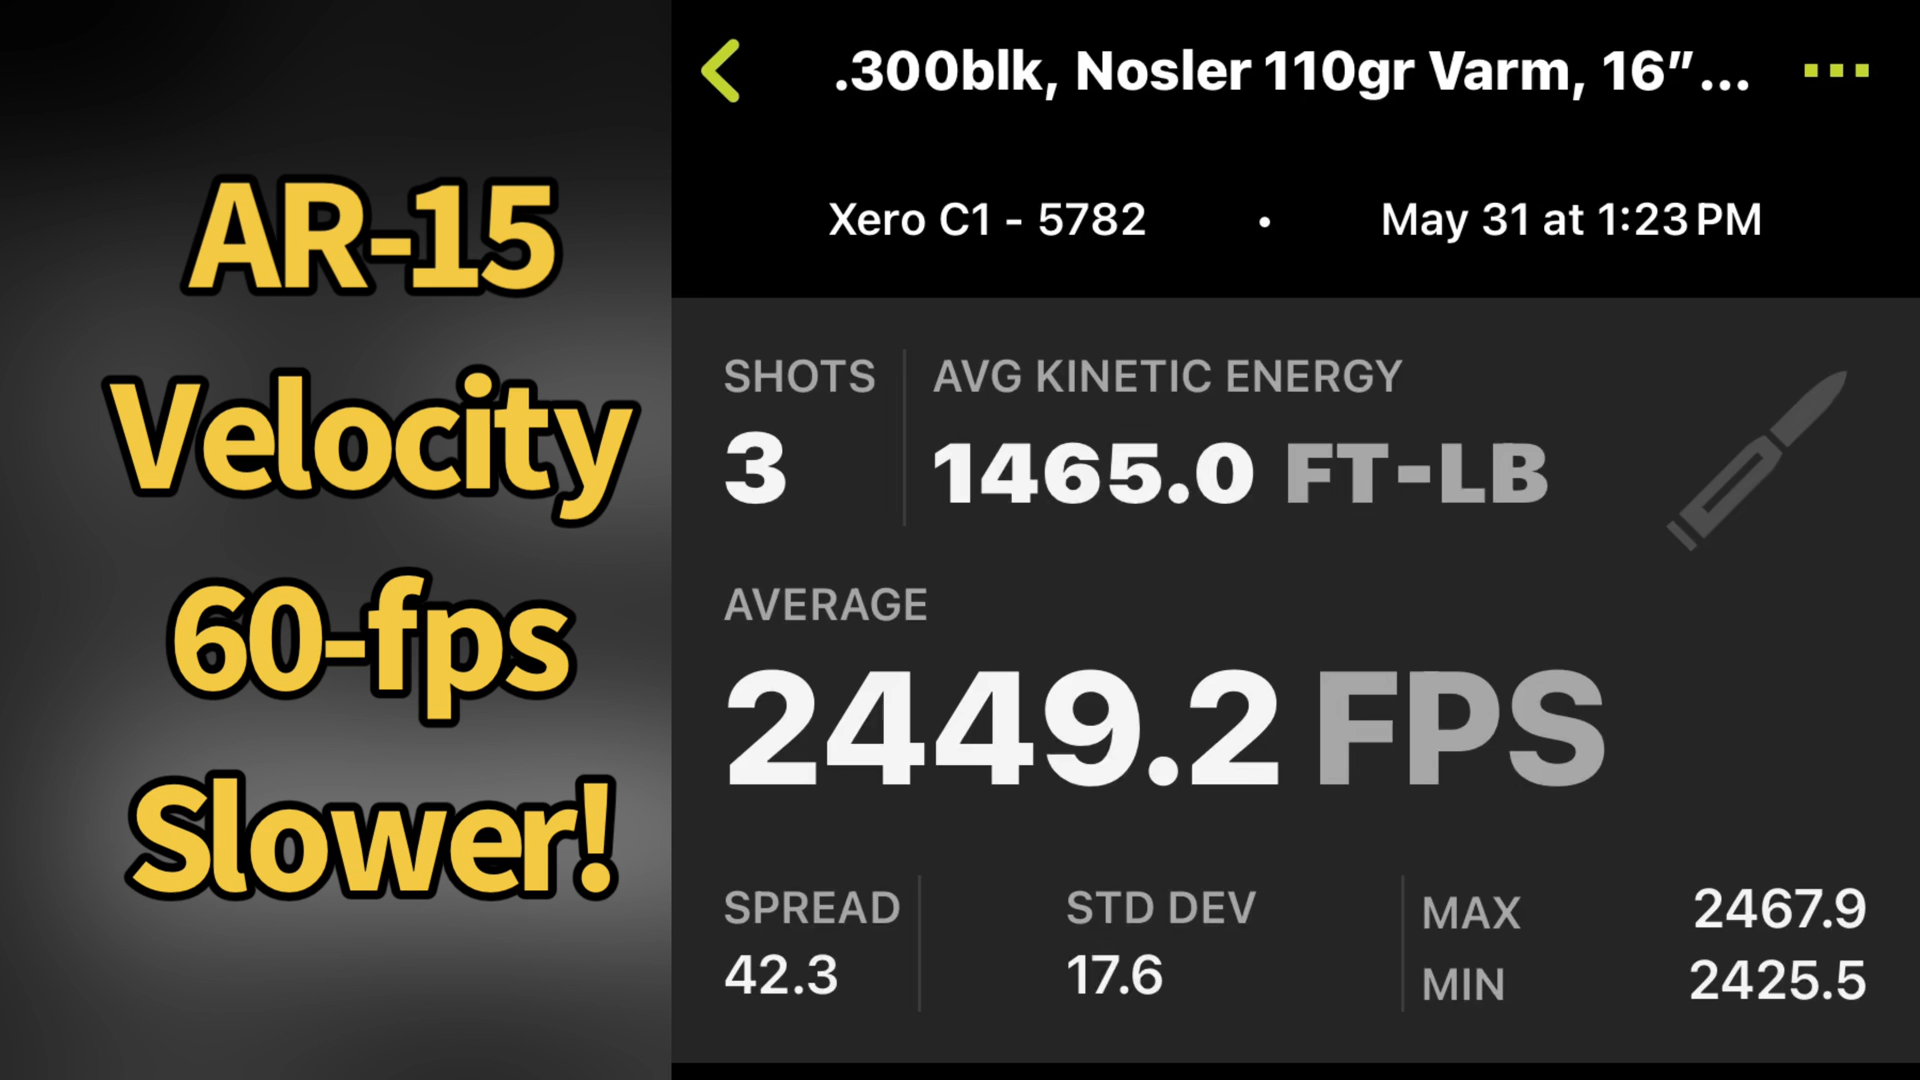 AR-15
Velocity
60-fps
Slower!
.300blk, Nosler 110gr Varm, 16”...
Xero C1 - 5782 • May 31 at 1:23 PM
SHOTS
3
AVG KINETIC ENERGY
1465.0 FT-LB
AVERAGE
2449.2 FPS
SPREAD
42.3
STD DEV
17.6
MAX 2467.9
MIN 2425.5